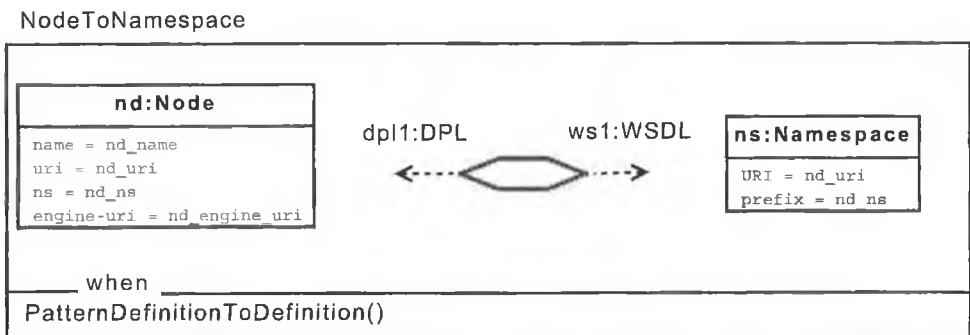 NodeToNamespace
nd:Node
name = nd_name
uri = nd_uri
ns = nd_ns
engine-uri = nd_engine_uri
dpl1:DPL
ws1:WSDL
ns:Namespace
URI = nd_uri
prefix = nd_ns
when
PatternDefinitionToDefinition()